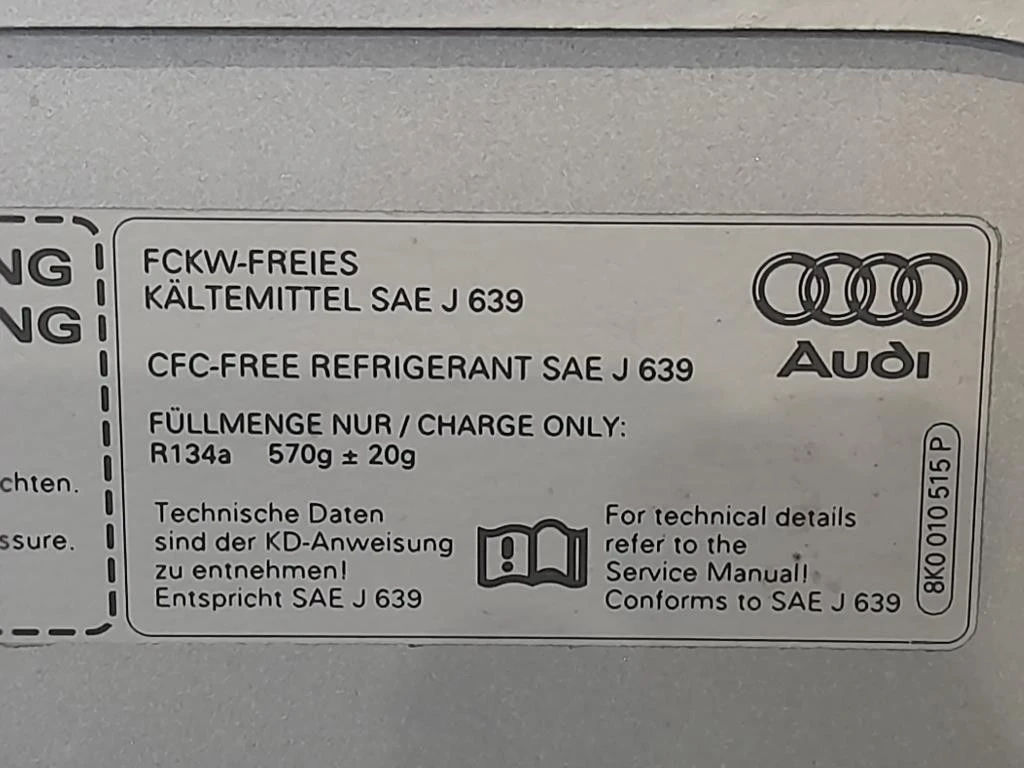 NG
NG
chten.
ssure.
FCKW-FREIES
KÄLTEMITTEL SAE J 639
CFC-FREE REFRIGERANT SAE J 639
FÜLLMENGE NUR / CHARGE ONLY:
R134a 570g ± 20g
Technische Daten
sind der KD-Anweisung
zu entnehmen!
Entspricht SAE J 639
For technical details
refer to the
Service Manual!
Conforms to SAE J 639
Audi
8K0 010 515 P